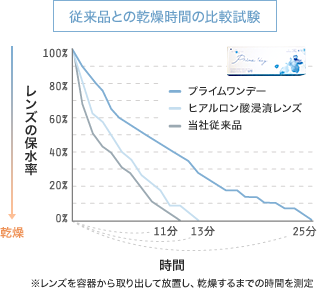 従来品との乾燥時間の比較試験
100%
80%
60%
40%
20%
0%
レンズの保水率
乾燥
プライムワンデー
ヒアルロン酸浸漬レンズ
当社従来品
11分
13分
25分
時間
※レンズを容器から取り出して放置し、乾燥するまでの時間を測定